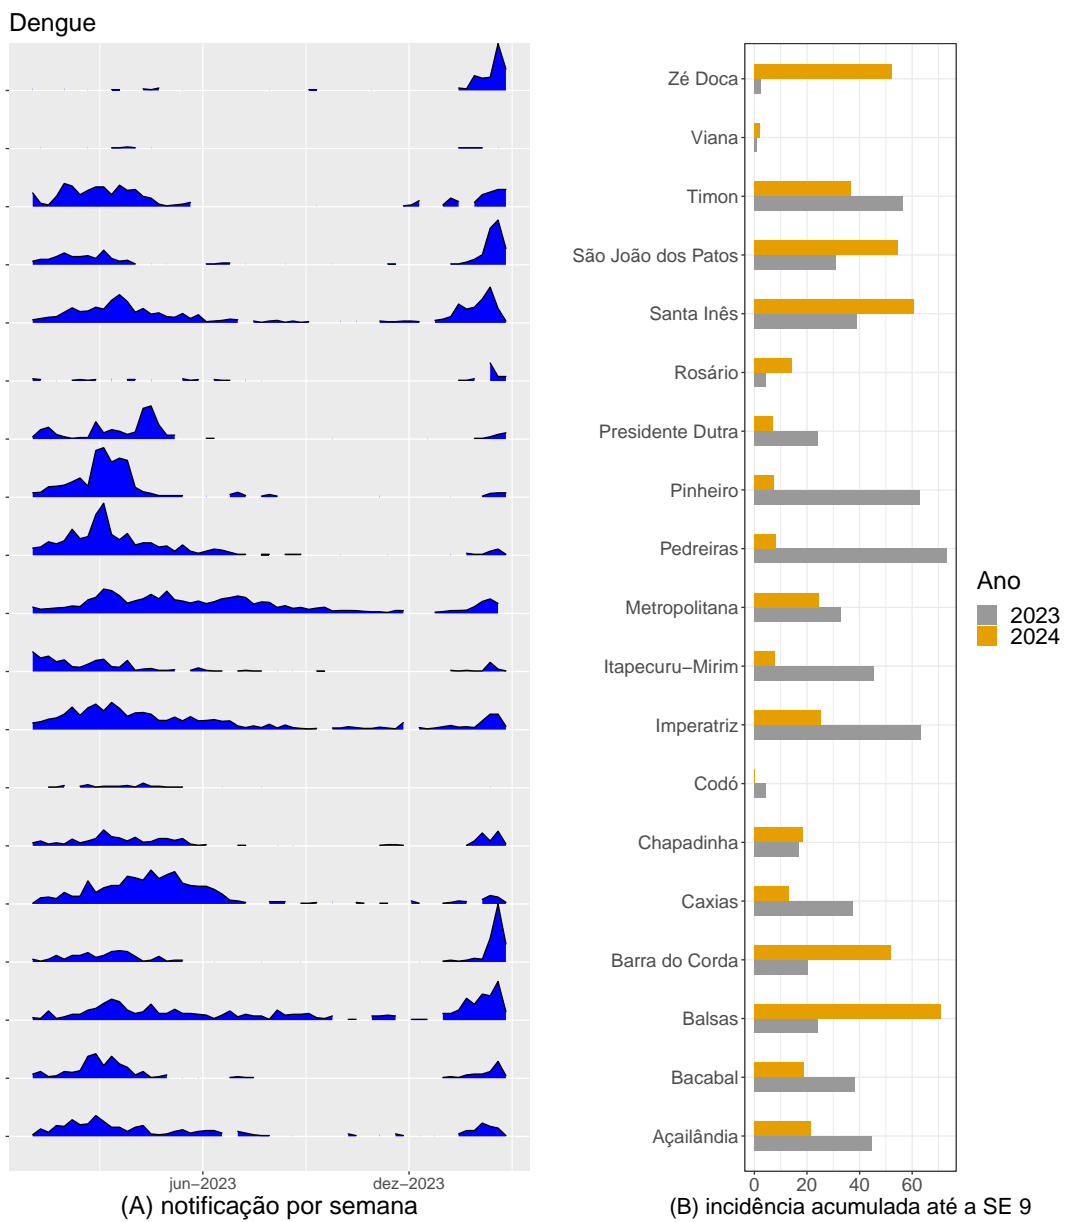 Dengue
Zé Doca
Viana
Timon
São João dos Patos
Santa Inês
Rosário
Presidente Dutra
Pinheiro
Pedreiras
Metropolitana
Itapecuru−Mirim
Imperatriz
Codó
Chapadinha
Caxias
Barra do Corda
Balsas
Bacabal
Açailândia
jun−2023 dez−2023
(A) notificação por semana
0 20 40 60
(B) incidência acumulada até a SE 9
Ano
2023
2024